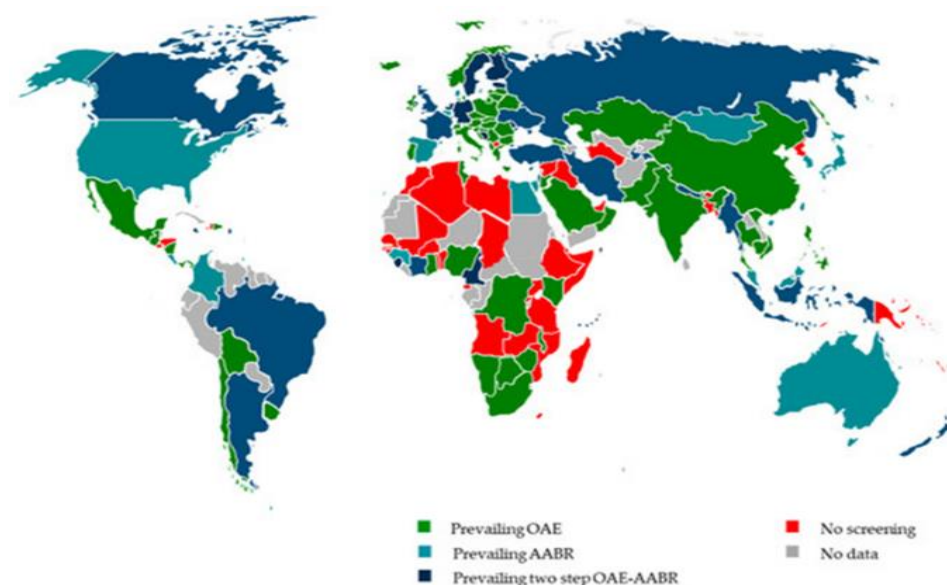 Prevailing OAE
Prevailing AABR
Prevailing two step OAE-AABR
No screening
No data